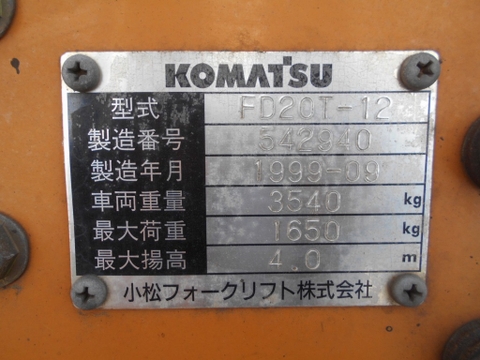 KOMATSU
型式 FD20T-12
製造番号 542940
製造年月 1999-09
車両重量 3540 kg
最大荷重 1650 kg
最大揚高 4.0 m
小松フォークリフト株式会社